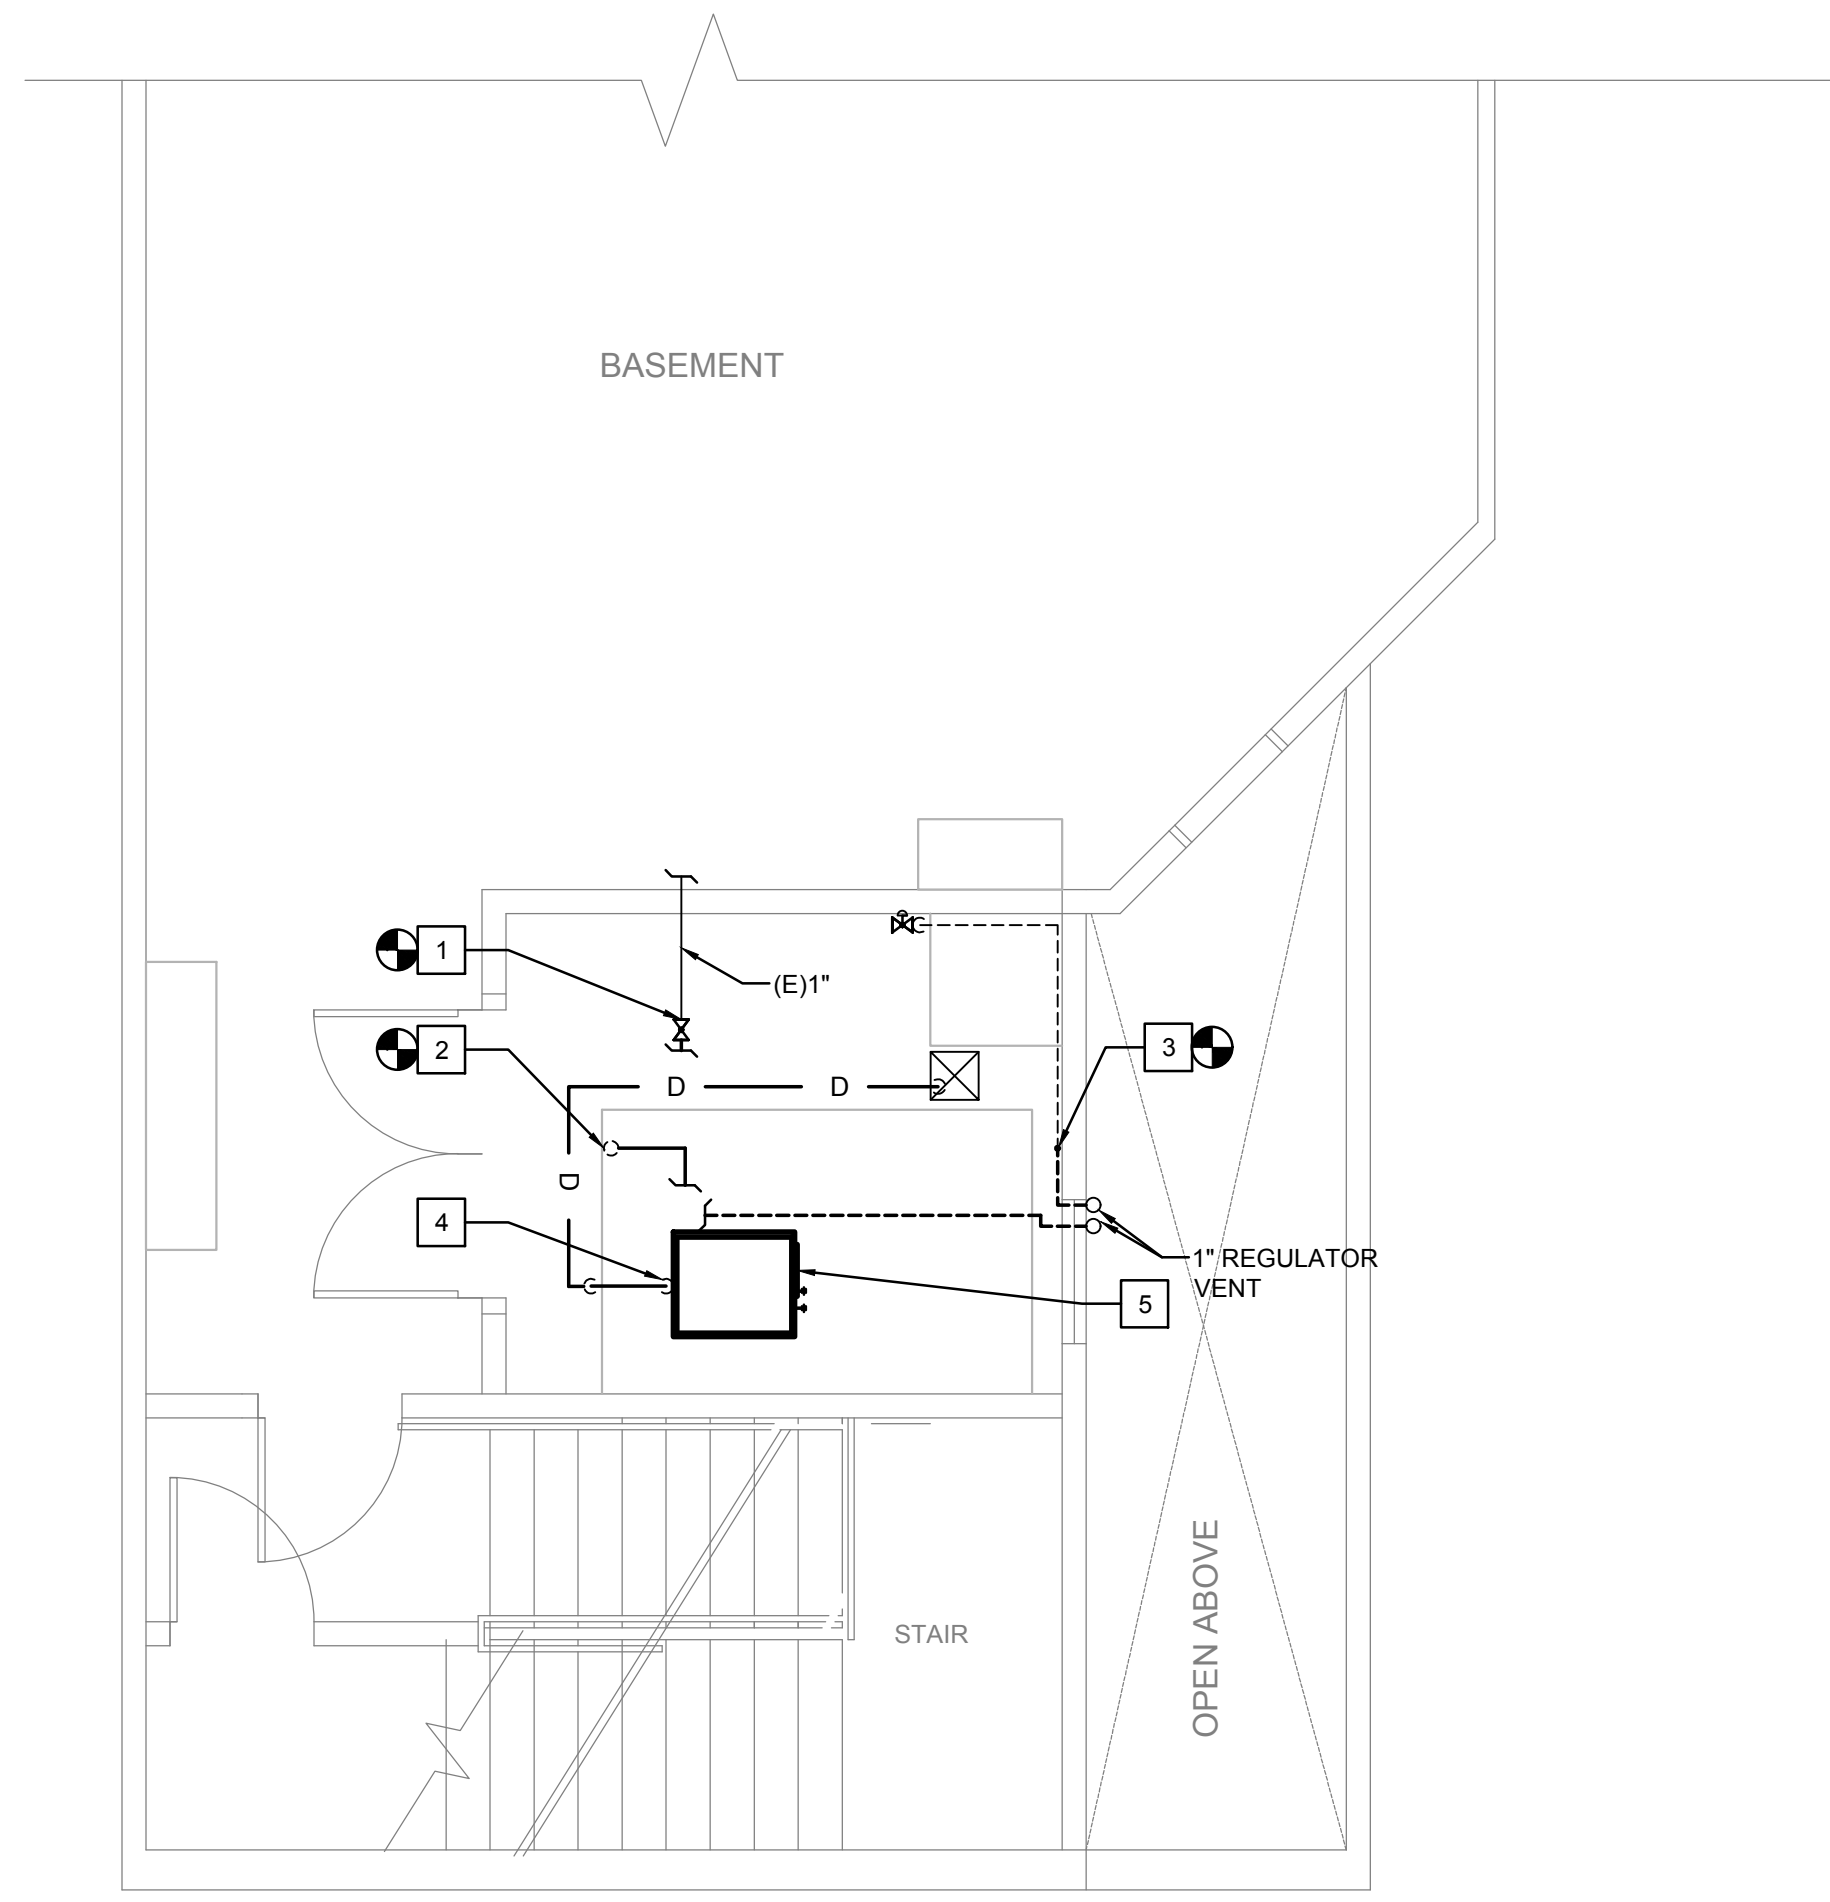 BASEMENT
1
(E)1"
2
3
D
D
D
4
1" REGULATOR
VENT
5
STAIR
OPEN ABOVE